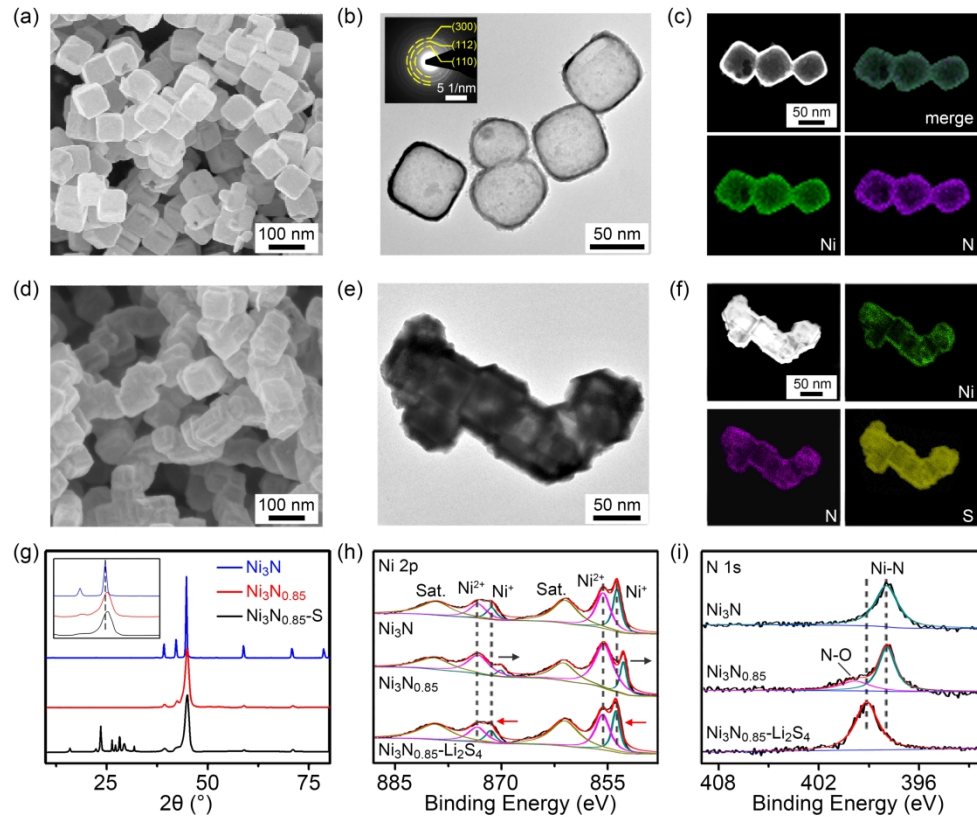 (a)
100 nm
(b)
(300)
(112)
(110)
5 1/nm
50 nm
(c)
50 nm
merge
Ni
N
(d)
100 nm
(e)
50 nm
(f)
50 nm
Ni
N
S
(g)
Ni₃N
Ni₃N₀.₈₅
Ni₃N₀.₈₅-S
10 25 50 75
2θ (°)
(h)
Ni 2p
Sat. Ni²⁺ Ni⁺ Sat. Ni²⁺ Ni⁺
Ni₃N
Ni₃N₀.₈₅
Ni₃N₀.₈₅-Li₂S₄
885 870 855
Binding Energy (eV)
(i)
N 1s
Ni-N
Ni₃N
N-O
Ni₃N₀.₈₅
Ni₃N₀.₈₅-Li₂S₄
408 402 396
Binding Energy (eV)